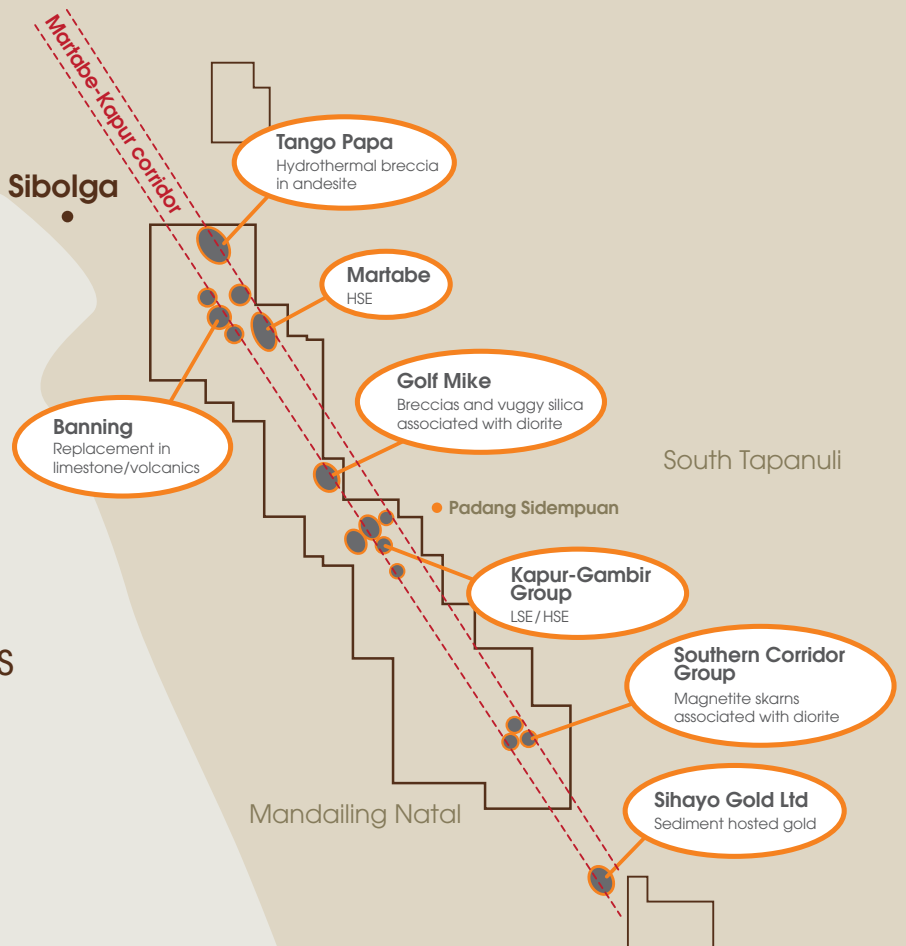 Martabe-Kapur corridor
Tango Papa
Hydrothermal breccia
in andesite
Sibolga
Martabe
HSE
Golf Mike
Breccias and vuggy silica
associated with diorite
Banning
Replacement in
limestone/volcanics
South Tapanuli
Padang Sidempuan
Kapur-Gambir
Group
LSE / HSE
Southern Corridor
Group
Magnetite skarns
associated with diorite
S
Sihayo Gold Ltd
Sediment hosted gold
Mandailing Natal